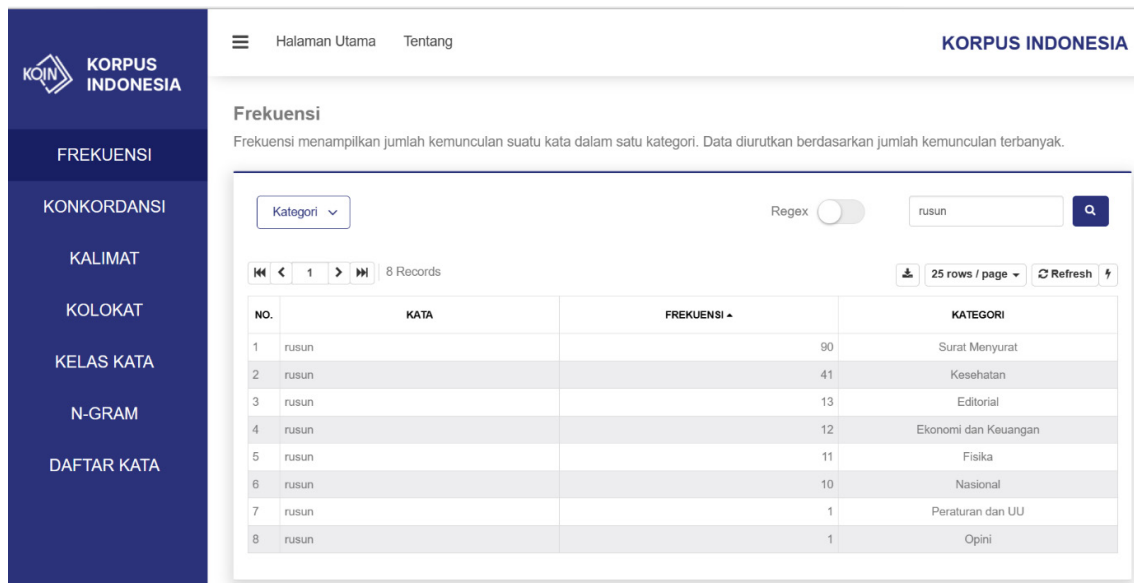 KOIN
KORPUS
INDONESIA
FREKUENSI
KONKORDANSI
KALIMAT
KOLOKAT
KELAS KATA
N-GRAM
DAFTAR KATA
Halaman Utama Tentang KORPUS INDONESIA
Frekuensi
Frekuensi menampilkan jumlah kemunculan suatu kata dalam satu kategori. Data diurutkan berdasarkan jumlah kemunculan terbanyak.
Kategori Regex rusun
1 8 Records 25 rows / page Refresh
NO. KATA FREKUENSI KATEGORI
1 rusun 90 Surat Menyurat
2 rusun 41 Kesehatan
3 rusun 13 Editorial
4 rusun 12 Ekonomi dan Keuangan
5 rusun 11 Fisika
6 rusun 10 Nasional
7 rusun 1 Peraturan dan UU
8 rusun 1 Opini